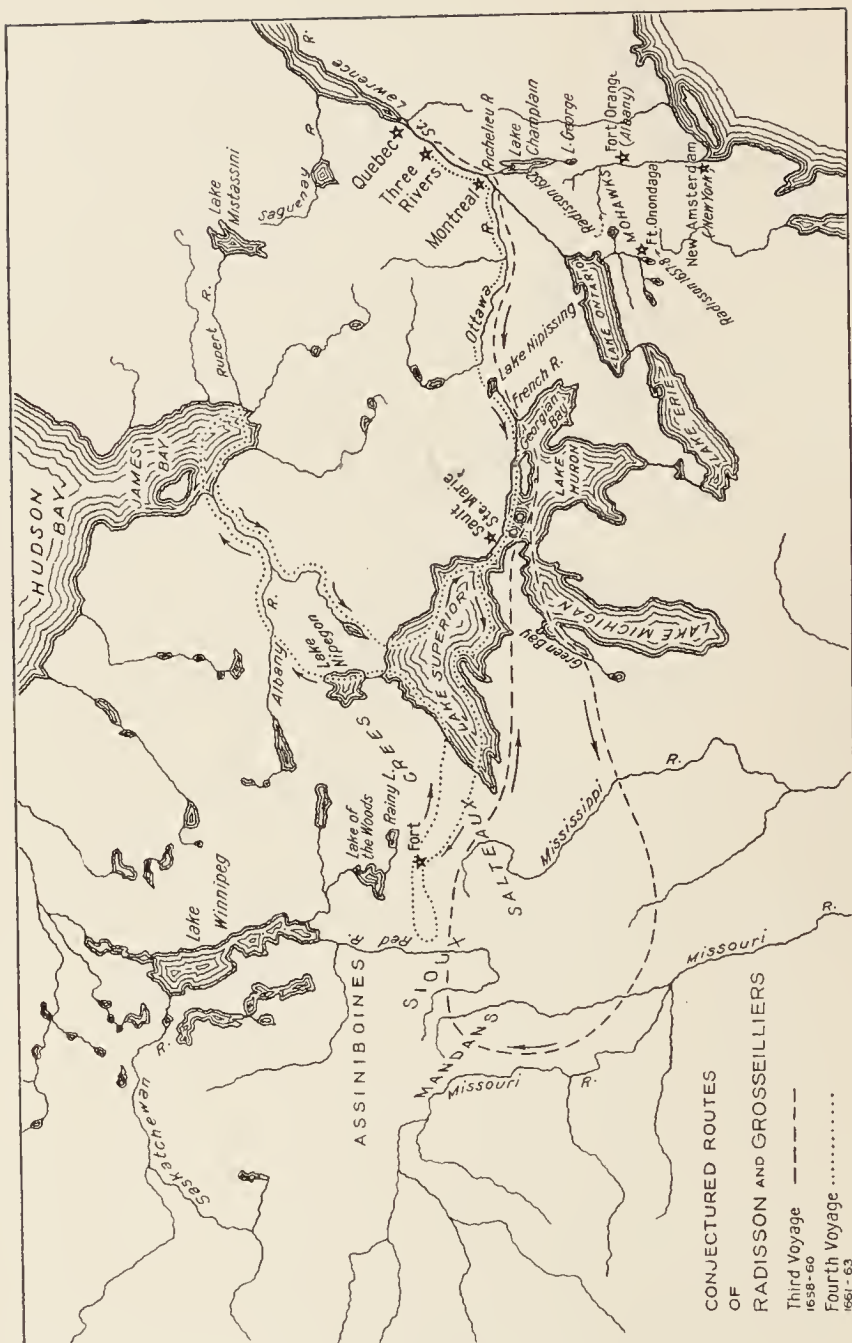 HUDSON
BAY
JAMES
BAY
Rupert R.
Lake
Mistassini
Saguenay R.
St. Lawrence R.
Quebec
Three
Rivers
Montreal
Richelieu R
Lake
Champlain
L. George
Fort Orange
(Albany)
MOHAWKS
Ft. Onondaga
New Amsterdam
(New York)
Radisson 1657-8
Ottawa R.
Lake Nipissing
French R.
Georgian
Bay
LAKE ONTARIO
LAKE ERIE
LAKE
HURON
Sault
Ste. Marie
LAKE MICHIGAN
Green Bay
LAKE SUPERIOR
Lake
Nipegon
Albany R.
CREES
Rainy L.
Lake of
the Woods
Fort
Lake
Winnipeg
Red R.
Saskatchewan R.
ASSINIBOINES
SIOUX
SALTEAUX
MANDANS
Mississippi R.
Missouri R.
Missouri R.
CONJECTURED ROUTES
OF
RADISSON AND GROSSEILLIERS
Third Voyage
1658-60
Fourth Voyage
1661-63